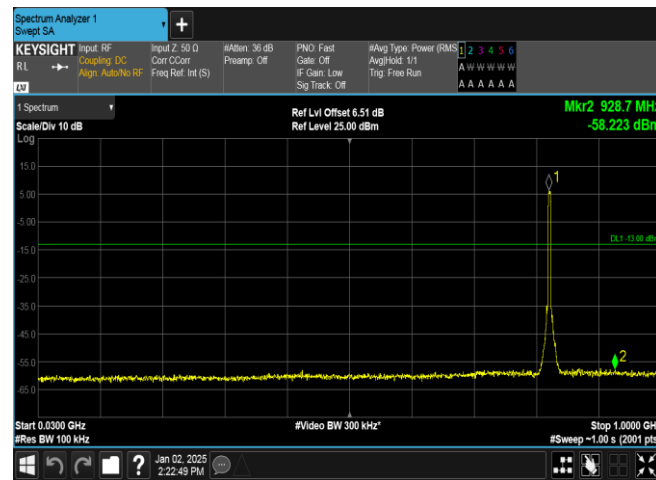 Spectrum Analyzer 1
Swept SA
+
KEYSIGHT
RL
LXI
Input: RF
Coupling: DC
Align: Auto/No RF
Input Z: 50 Ω
Corr CCorr
Freq Ref: Int (S)
#Atten: 36 dB
Preamp: Off
PNO: Fast
Gate: Off
IF Gain: Low
Sig Track: Off
#Avg Type: Power (RMS
Avg|Hold: 1/1
Trig: Free Run
1 2 3 4 5 6
A W W W W W
A A A A A A
1 Spectrum
Scale/Div 10 dB
Log
Ref Lvl Offset 6.51 dB
Ref Level 25.00 dBm
Mkr2 928.7 MHz
-58.223 dBm
15.0
5.00
-5.00
-15.0
-25.0
-35.0
-45.0
-55.0
-65.0
1
DL1 -13.00 dBm
2
Start 0.0300 GHz
#Res BW 100 kHz
#Video BW 300 kHz*
Stop 1.0000 GHz
#Sweep ~1.00 s (2001 pts
?
Jan 02, 2025
2:22:49 PM